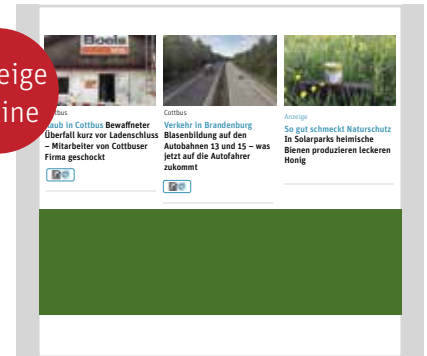 eige
ine
Boels
Cottbus
Raub in Cottbus Bewaffneter
Überfall kurz vor Ladenschluss
– Mitarbeiter von Cottbuser
Firma geschockt
Cottbus
Verkehr in Brandenburg
Blasenbildung auf den
Autobahnen 13 und 15 – was
jetzt auf die Autofahrer
zukommt
Anzeige
So gut schmeckt Naturschutz
In Solarparks heimische
Bienen produzieren leckeren
Honig